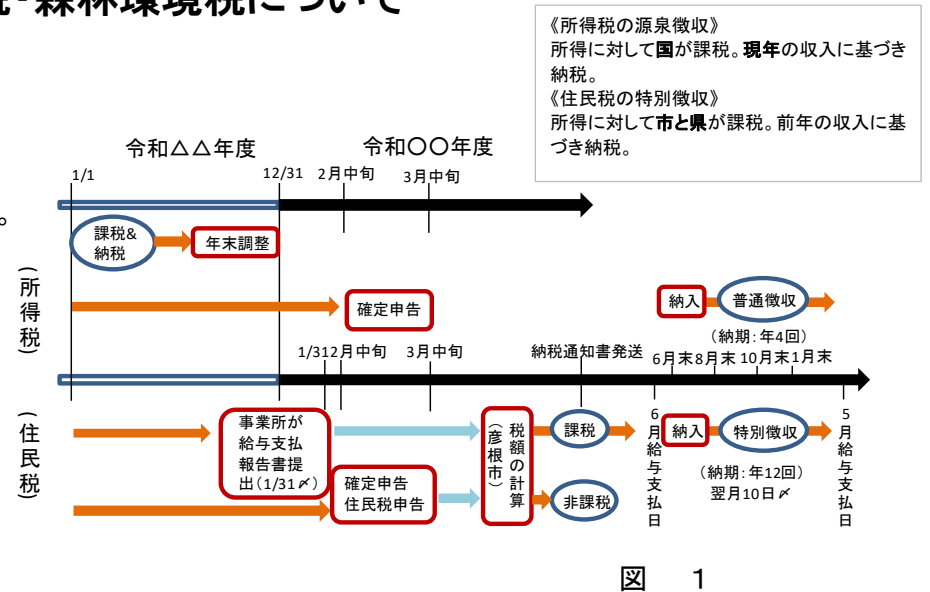 税・森林環境税について
《所得税の源泉徴収》
所得に対して国が課税。現年の収入に基づき
納税。
《住民税の特別徴収》
所得に対して市と県が課税。前年の収入に基
づき納税。
令和△△年度
令和〇〇年度
1/1
12/31
2月中旬
3月中旬
。
課税&
納税
年末調整
(所得税)
確定申告
納入
普通徴収
(納期:年4回)
1/31
2月中旬
3月中旬
納税通知書発送
6月末
8月末
10月末
1月末
(住民税)
事業所が
給与支払
報告書提
出(1/31〆)
確定申告
住民税申告
税額の計算
(彦根市)
課税
非課税
6月給与支払日
納入
特別徴収
(納期:年12回)
翌月10日〆
5月給与支払日
図 1